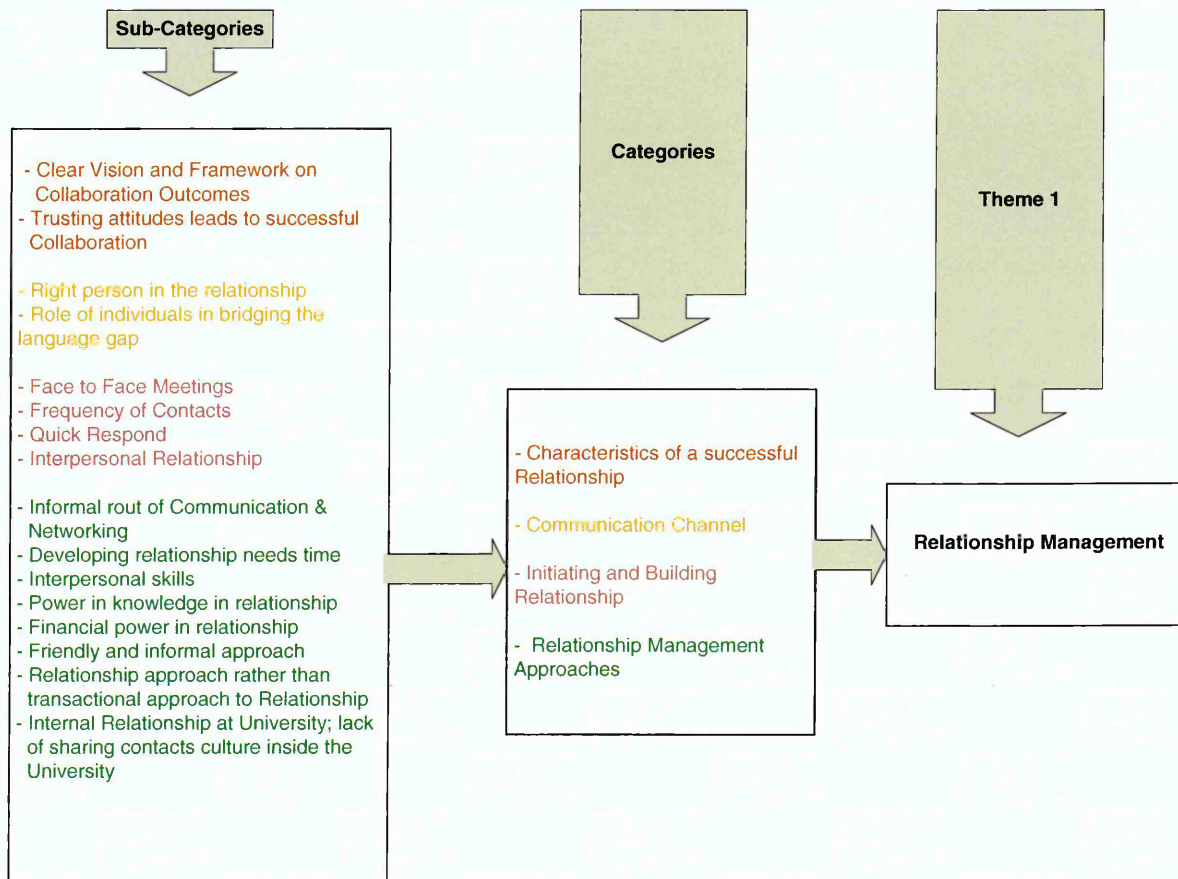 Sub-Categories
- Clear Vision and Framework on
Collaboration Outcomes
- Trusting attitudes leads to successful
Collaboration
- Right person in the relationship
- Role of individuals in bridging the
language gap
- Face to Face Meetings
- Frequency of Contacts
- Quick Respond
- Interpersonal Relationship
- Informal rout of Communication &
Networking
- Developing relationship needs time
- Interpersonal skills
- Power in knowledge in relationship
- Financial power in relationship
- Friendly and informal approach
- Relationship approach rather than
transactional approach to Relationship
- Internal Relationship at University; lack
of sharing contacts culture inside the
University
Categories
- Characteristics of a successful
Relationship
- Communication Channel
- Initiating and Building
Relationship
- Relationship Management
Approaches
Theme 1
Relationship Management